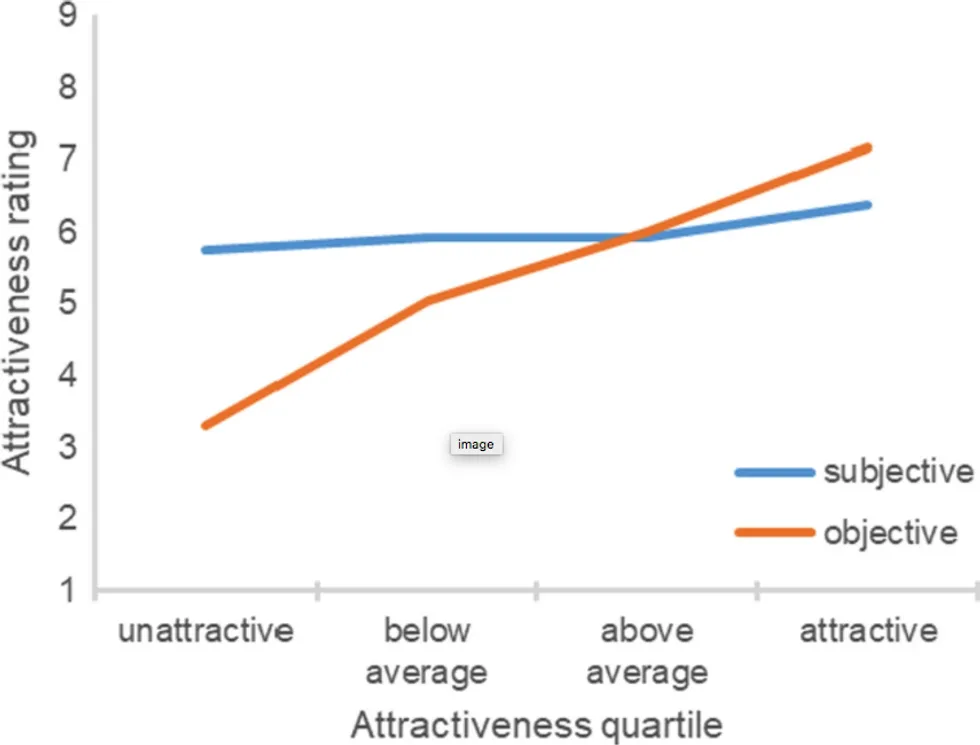 9
8
7
6
5
4
3
2
1
Attractiveness rating
image
subjective
objective
unattractive
below
average
above
average
attractive
Attractiveness quartile